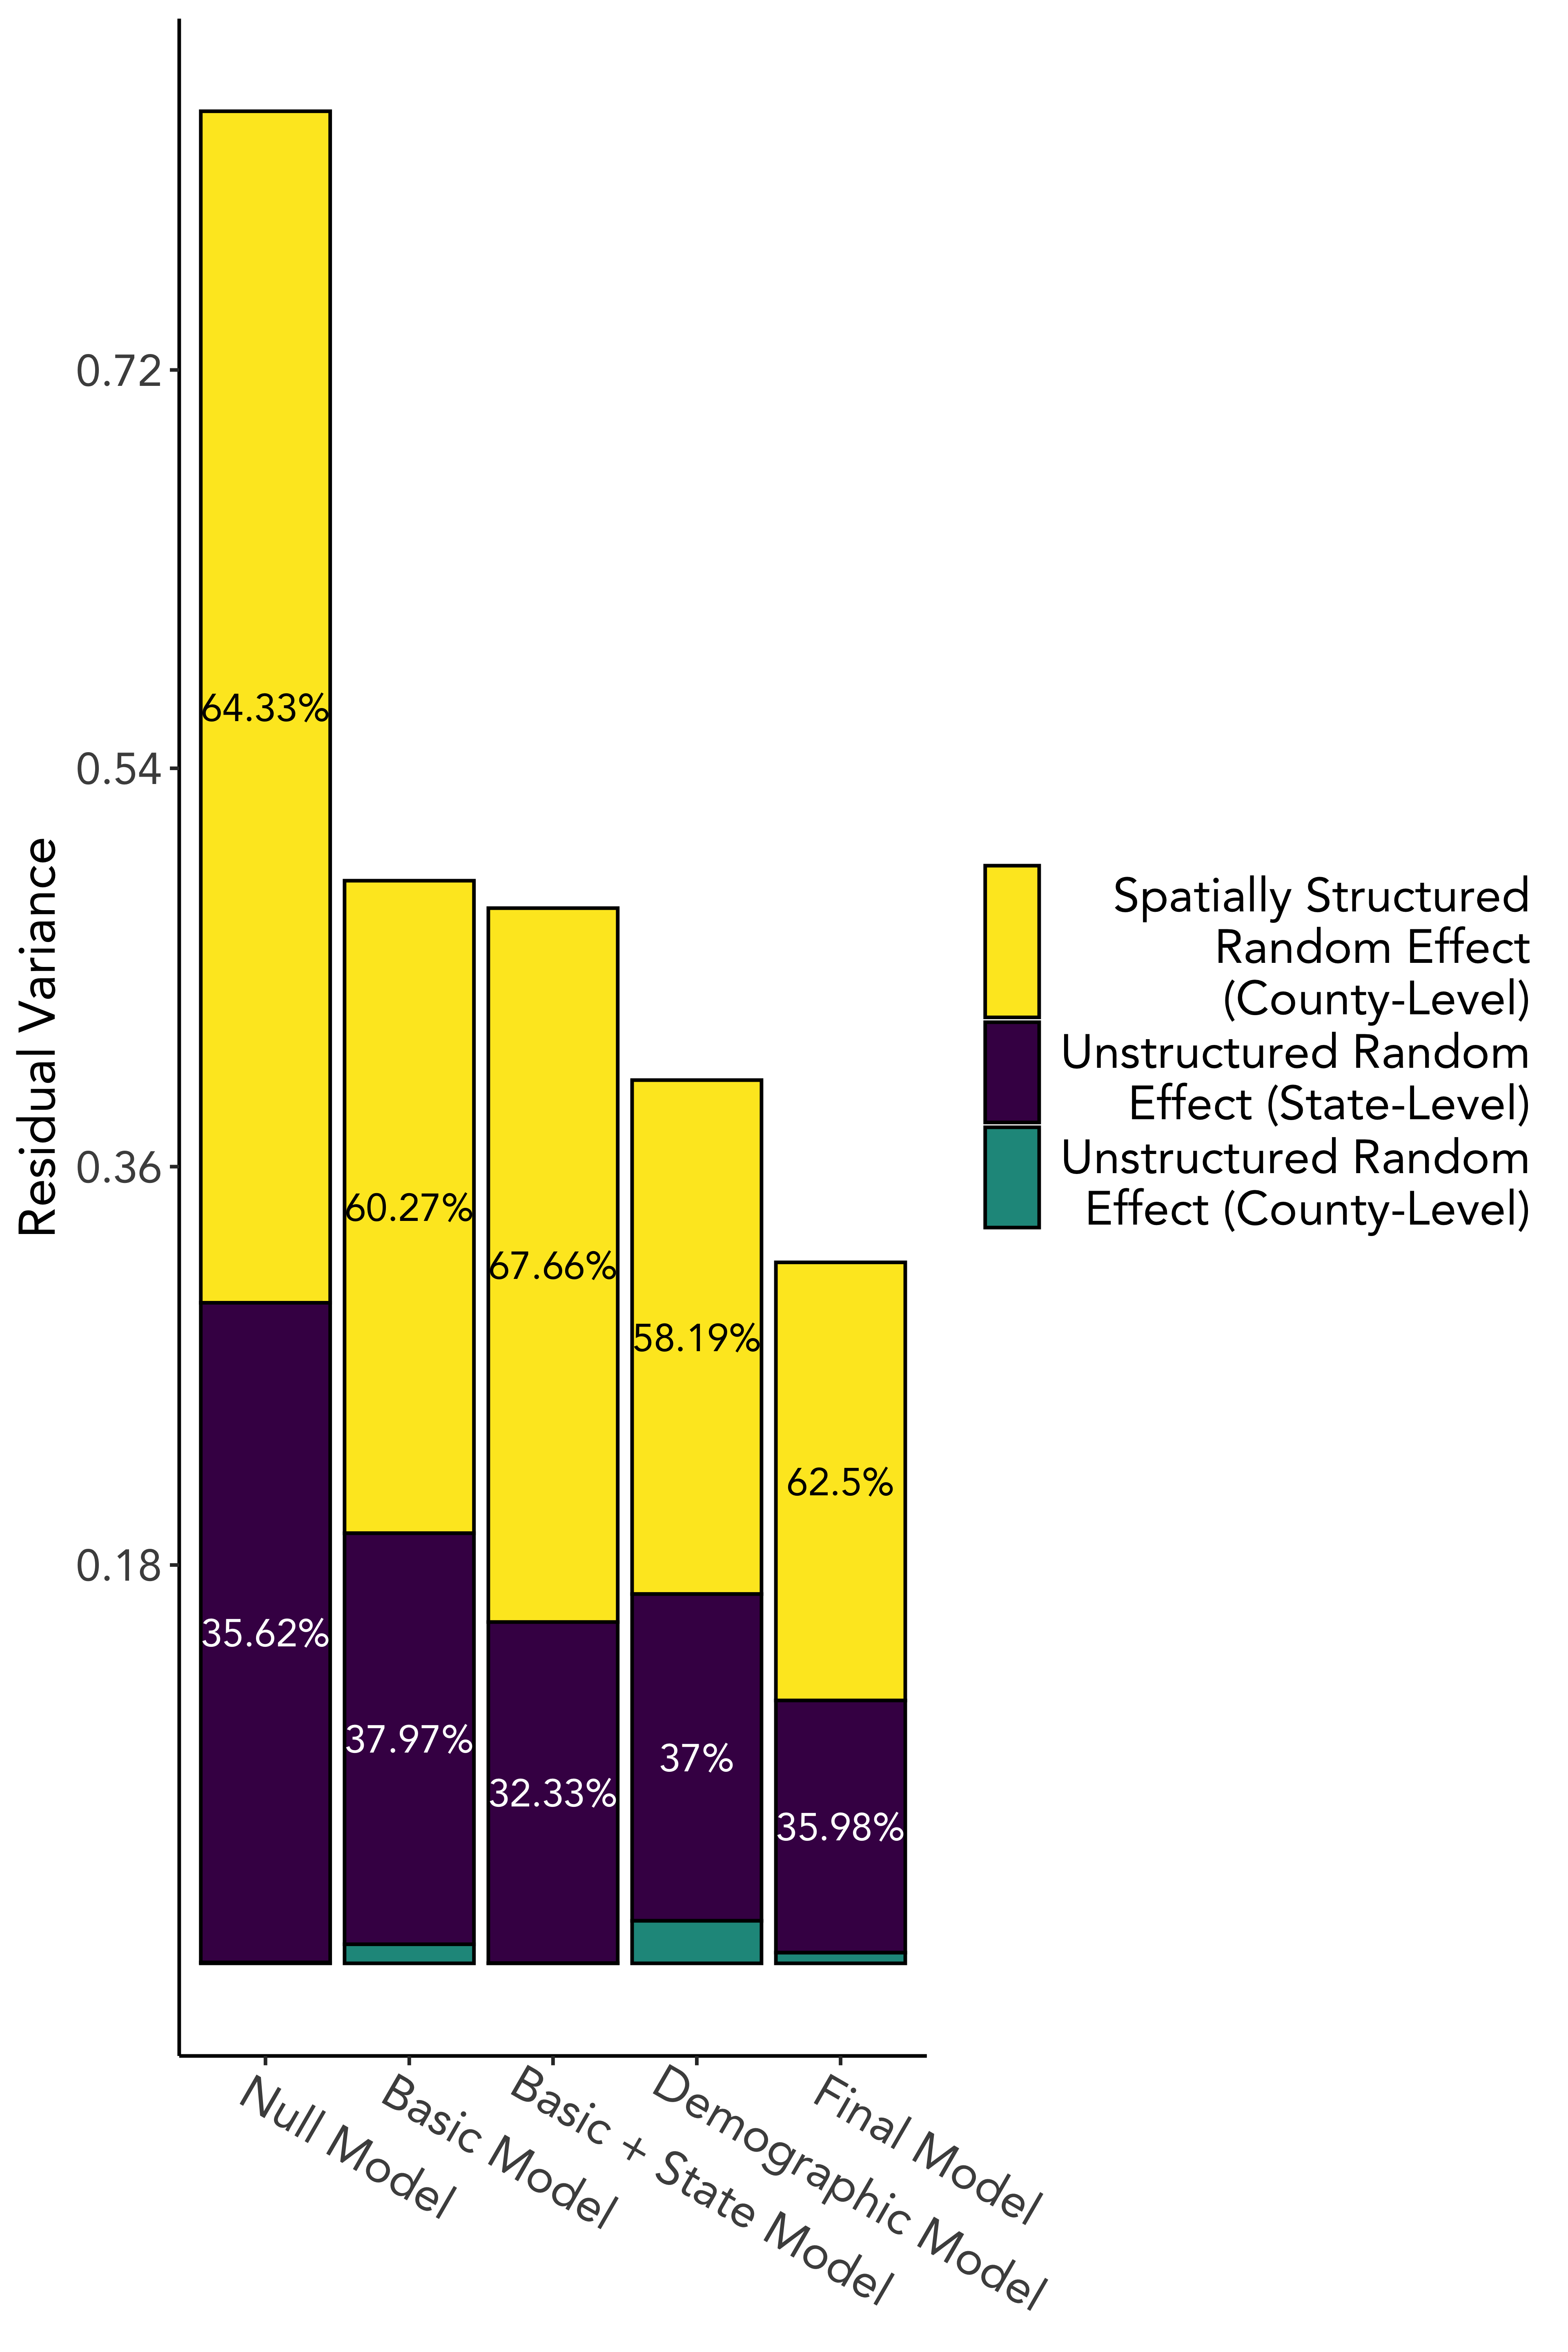 Residual Variance
0.72
0.54
0.36
0.18
64.33%
35.62%
60.27%
37.97%
67.66%
32.33%
58.19%
37%
62.5%
35.98%
Null Model
Basic Model
Basic + State Model
Demographic Model
Final Model
Spatially Structured
Random Effect
(County-Level)
Unstructured Random
Effect (State-Level)
Unstructured Random
Effect (County-Level)